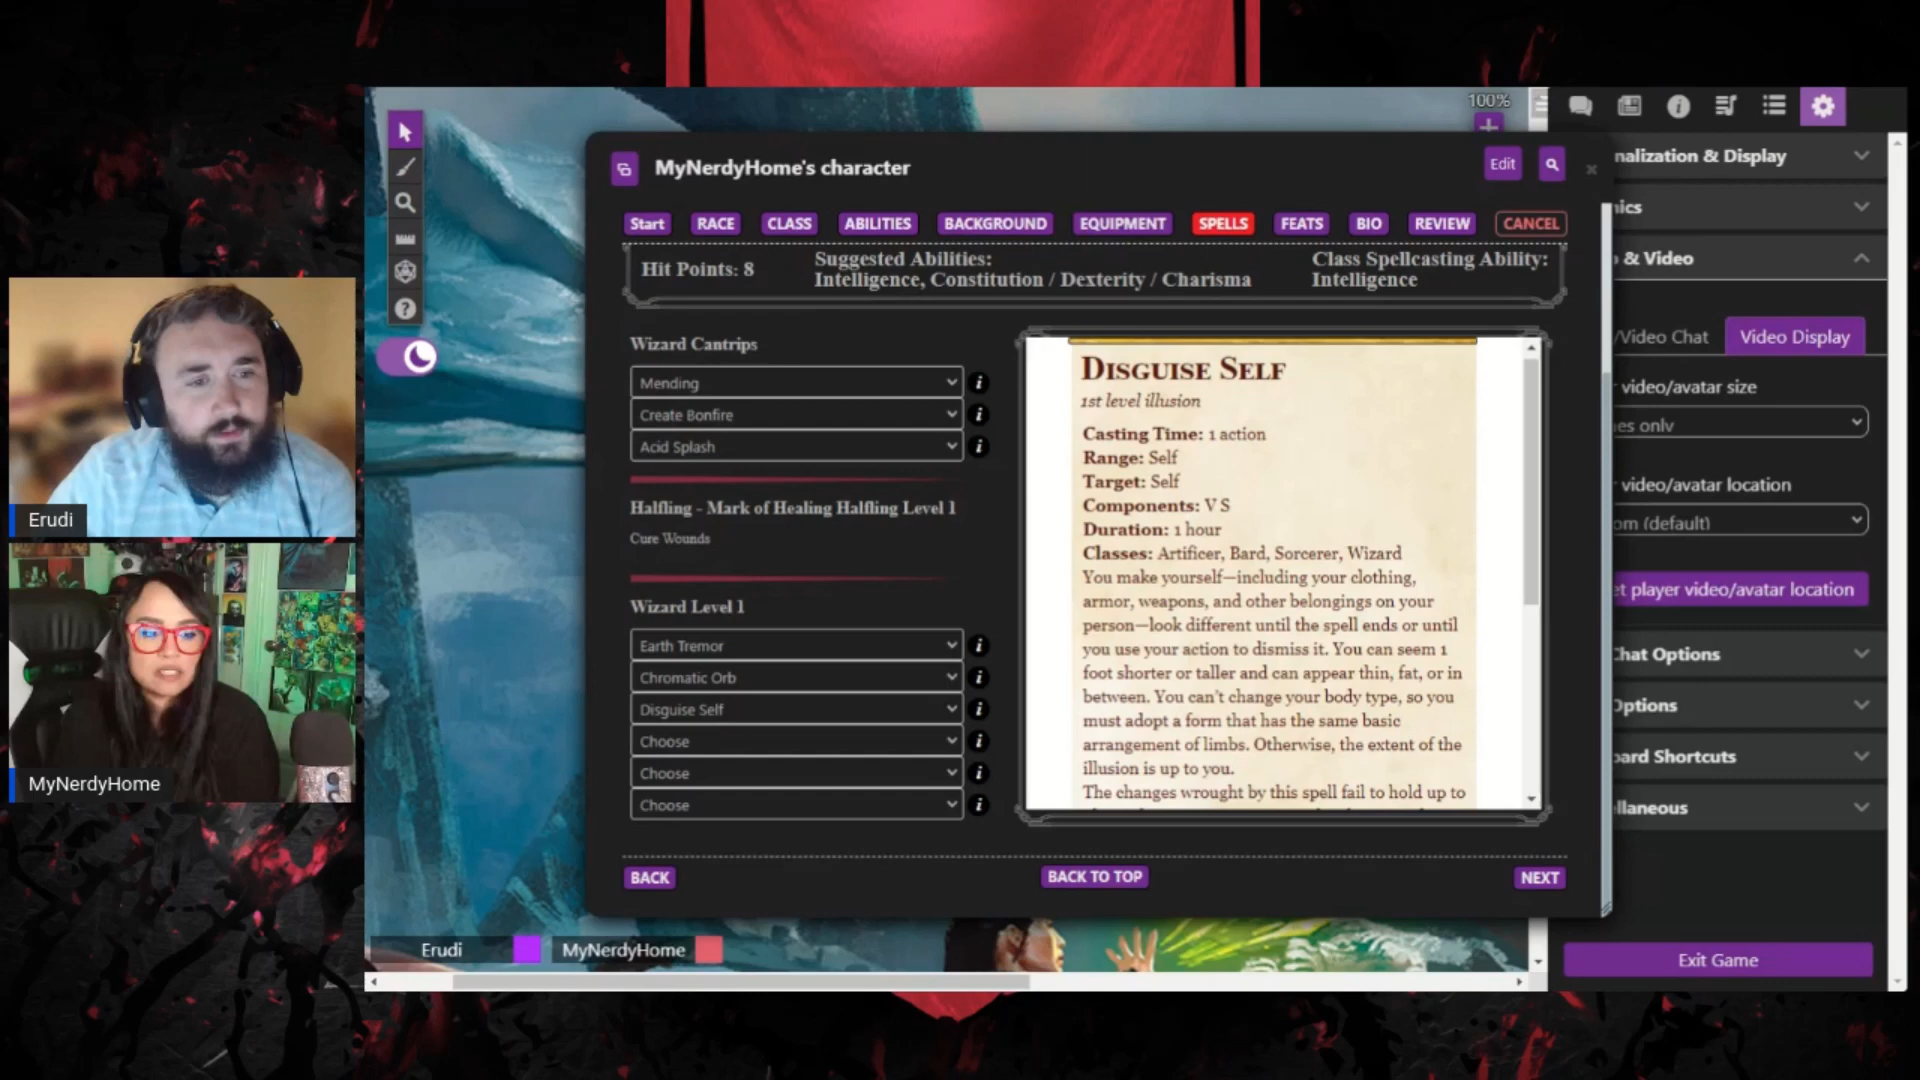 100%
MyNerdyHome's character
Edit
Start
RACE
CLASS
ABILITIES
BACKGROUND
EQUIPMENT
SPELLS
FEATS
BIO
REVIEW
CANCEL
Hit Points: 8
Suggested Abilities:
Intelligence, Constitution / Dexterity / Charisma
Class Spellcasting Ability:
Intelligence
Wizard Cantrips
Mending
Create Bonfire
Acid Splash
Halfling - Mark of Healing Halfling Level 1
Cure Wounds
Wizard Level 1
Earth Tremor
Chromatic Orb
Disguise Self
Choose
Choose
Choose
DISGUISE SELF
1st level illusion
Casting Time: 1 action
Range: Self
Target: Self
Components: V S
Duration: 1 hour
Classes: Artificer, Bard, Sorcerer, Wizard
You make yourself—including your clothing,
armor, weapons, and other belongings on your
person—look different until the spell ends or until
you use your action to dismiss it. You can seem 1
foot shorter or taller and can appear thin, fat, or in
between. You can't change your body type, so you
must adopt a form that has the same basic
arrangement of limbs. Otherwise, the extent of the
illusion is up to you.
The changes wrought by this spell fail to hold up to
BACK
BACK TO TOP
NEXT
nalization & Display
nics
& Video
/Video Chat
Video Display
video/avatar size
es only
video/avatar location
om (default)
t player video/avatar location
Chat Options
Options
oard Shortcuts
ellaneous
Exit Game
Erudi
MyNerdyHome
Erudi
MyNerdyHome